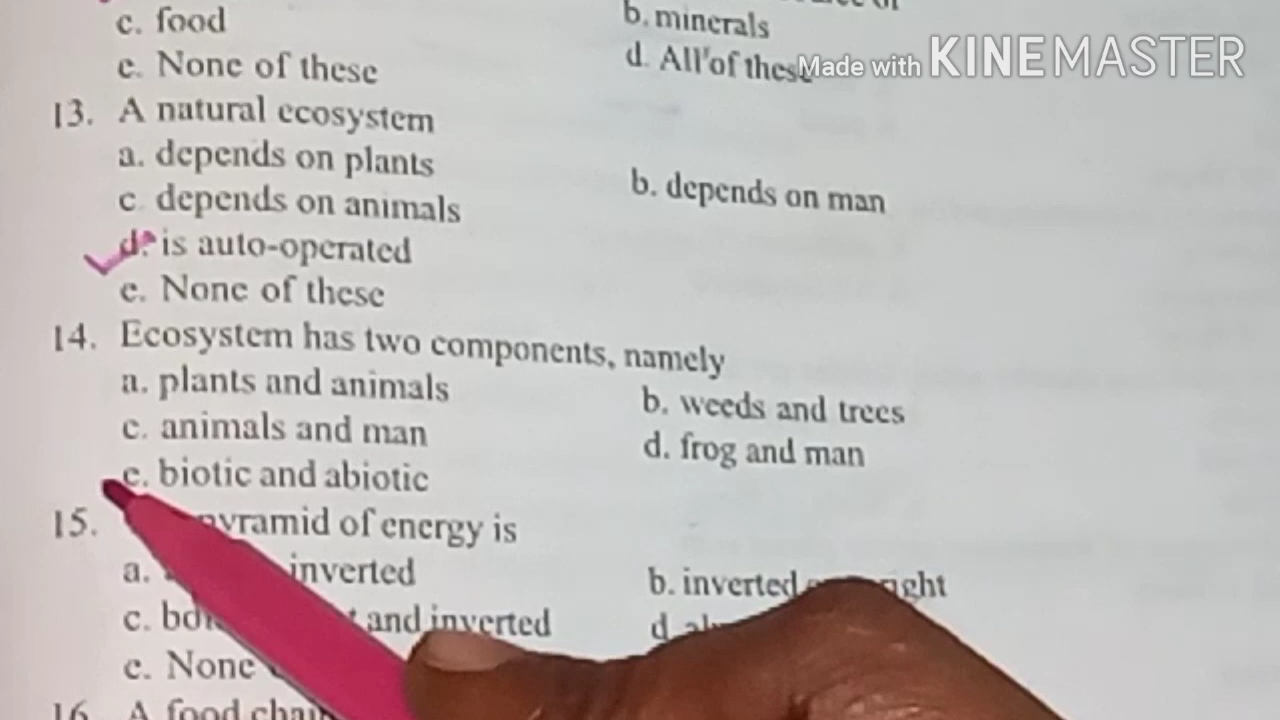 c. food
b. minerals
e. None of these
d. All of these
Made with KINEMASTER
13. A natural ecosystem
a. depends on plants
b. depends on man
c. depends on animals
d. is auto-operated
e. None of these
14. Ecosystem has two components, namely
a. plants and animals
b. weeds and trees
c. animals and man
d. frog and man
e. biotic and abiotic
15. pyramid of energy is
a. inverted
b. inverted
c. and inverted
d.
e. None
16. A food chain